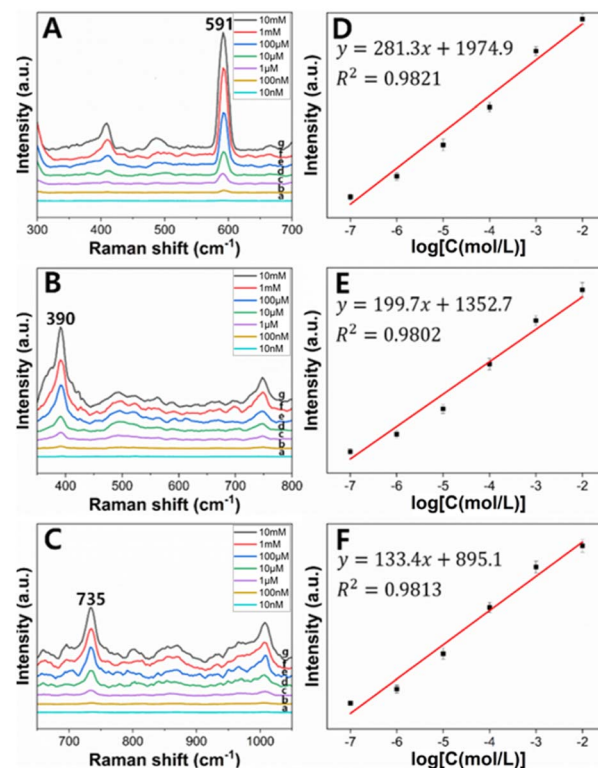 A
591
10mM
1mM
100μM
10μM
1μM
100nM
10nM
g
f
e
d
c
b
a
Intensity (a.u.)
300 400 500 600 700
Raman shift (cm⁻¹)
D
y = 281.3x + 1974.9
R² = 0.9821
Intensity (a.u.)
-7 -6 -5 -4 -3 -2 -1
log[C(mol/L)]
B
390
10mM
1mM
100μM
10μM
1μM
100nM
10nM
g
f
e
d
c
b
a
Intensity (a.u.)
400 500 600 700 800
Raman shift (cm⁻¹)
E
y = 199.7x + 1352.7
R² = 0.9802
Intensity (a.u.)
-7 -6 -5 -4 -3 -2 -1
log[C(mol/L)]
C
735
10mM
1mM
100μM
10μM
1μM
100nM
10nM
g
f
e
d
c
b
a
Intensity (a.u.)
700 800 900 1000
Raman shift (cm⁻¹)
F
y = 133.4x + 895.1
R² = 0.9813
Intensity (a.u.)
-7 -6 -5 -4 -3 -2 -1
log[C(mol/L)]